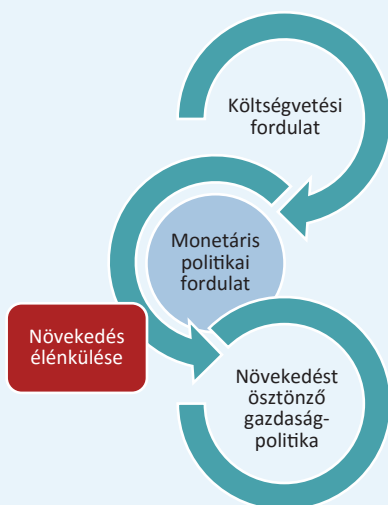 Költségvetési
fordulat
Monetáris
politikai
fordulat
Növekedés
élénkülése
Növekedést
ösztönző
gazdaság-
politika